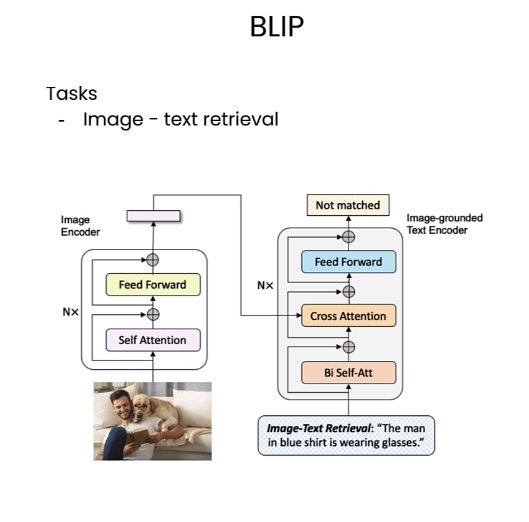 BLIP
Tasks
- Image - text retrieval
Image
Encoder
N×
Feed Forward
Self Attention
Not matched
Image-grounded
Text Encoder
N×
Feed Forward
Cross Attention
Bi Self-Att
Image-Text Retrieval: “The man
in blue shirt is wearing glasses.”